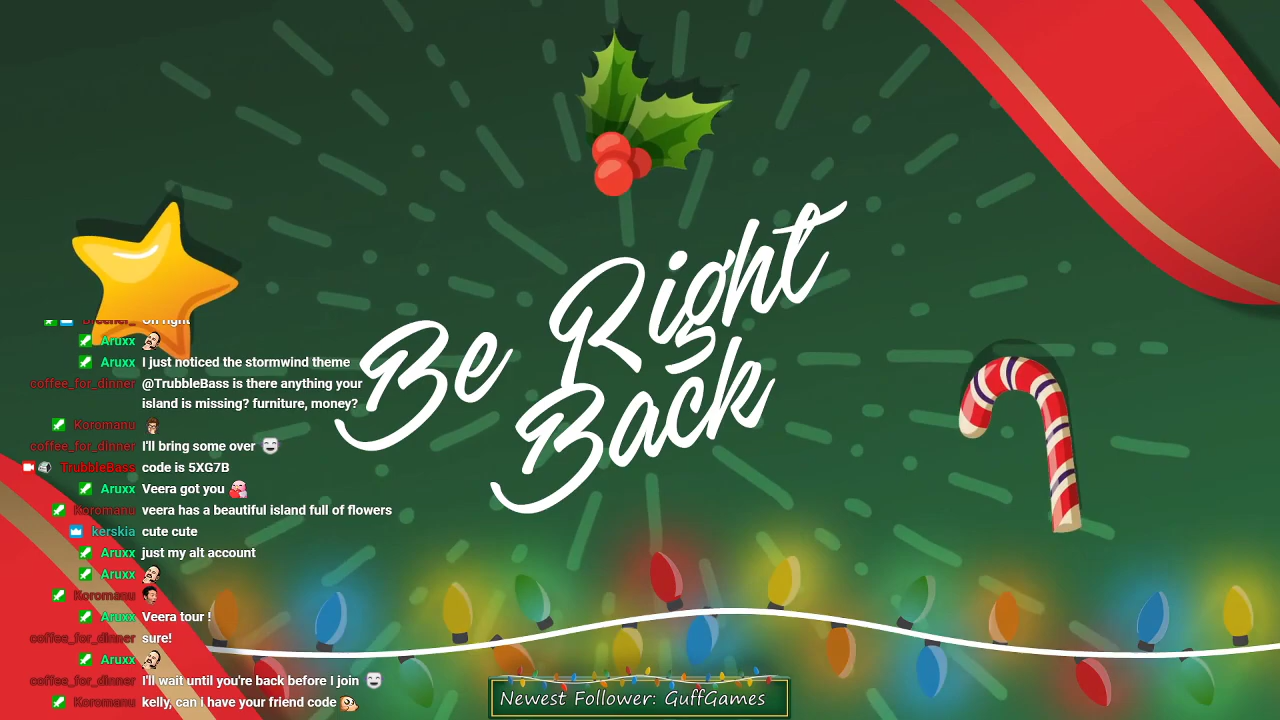 Be Right
Back
Breener_ Oh right
Aruxx
Aruxx I just noticed the stormwind theme
coffee_for_dinner @TrubbleBass is there anything your
island is missing? furniture, money?
Koromanu
coffee_for_dinner I'll bring some over
TrubbleBass code is 5XG7B
Aruxx Veera got you
Koromanu veera has a beautiful island full of flowers
kerskia cute cute
Aruxx just my alt account
Aruxx
Koromanu
Aruxx Veera tour !
coffee_for_dinner sure!
Aruxx
coffee_for_dinner I'll wait until you're back before I join
Koromanu kelly, can I have your friend code
Newest Follower: GuffGames